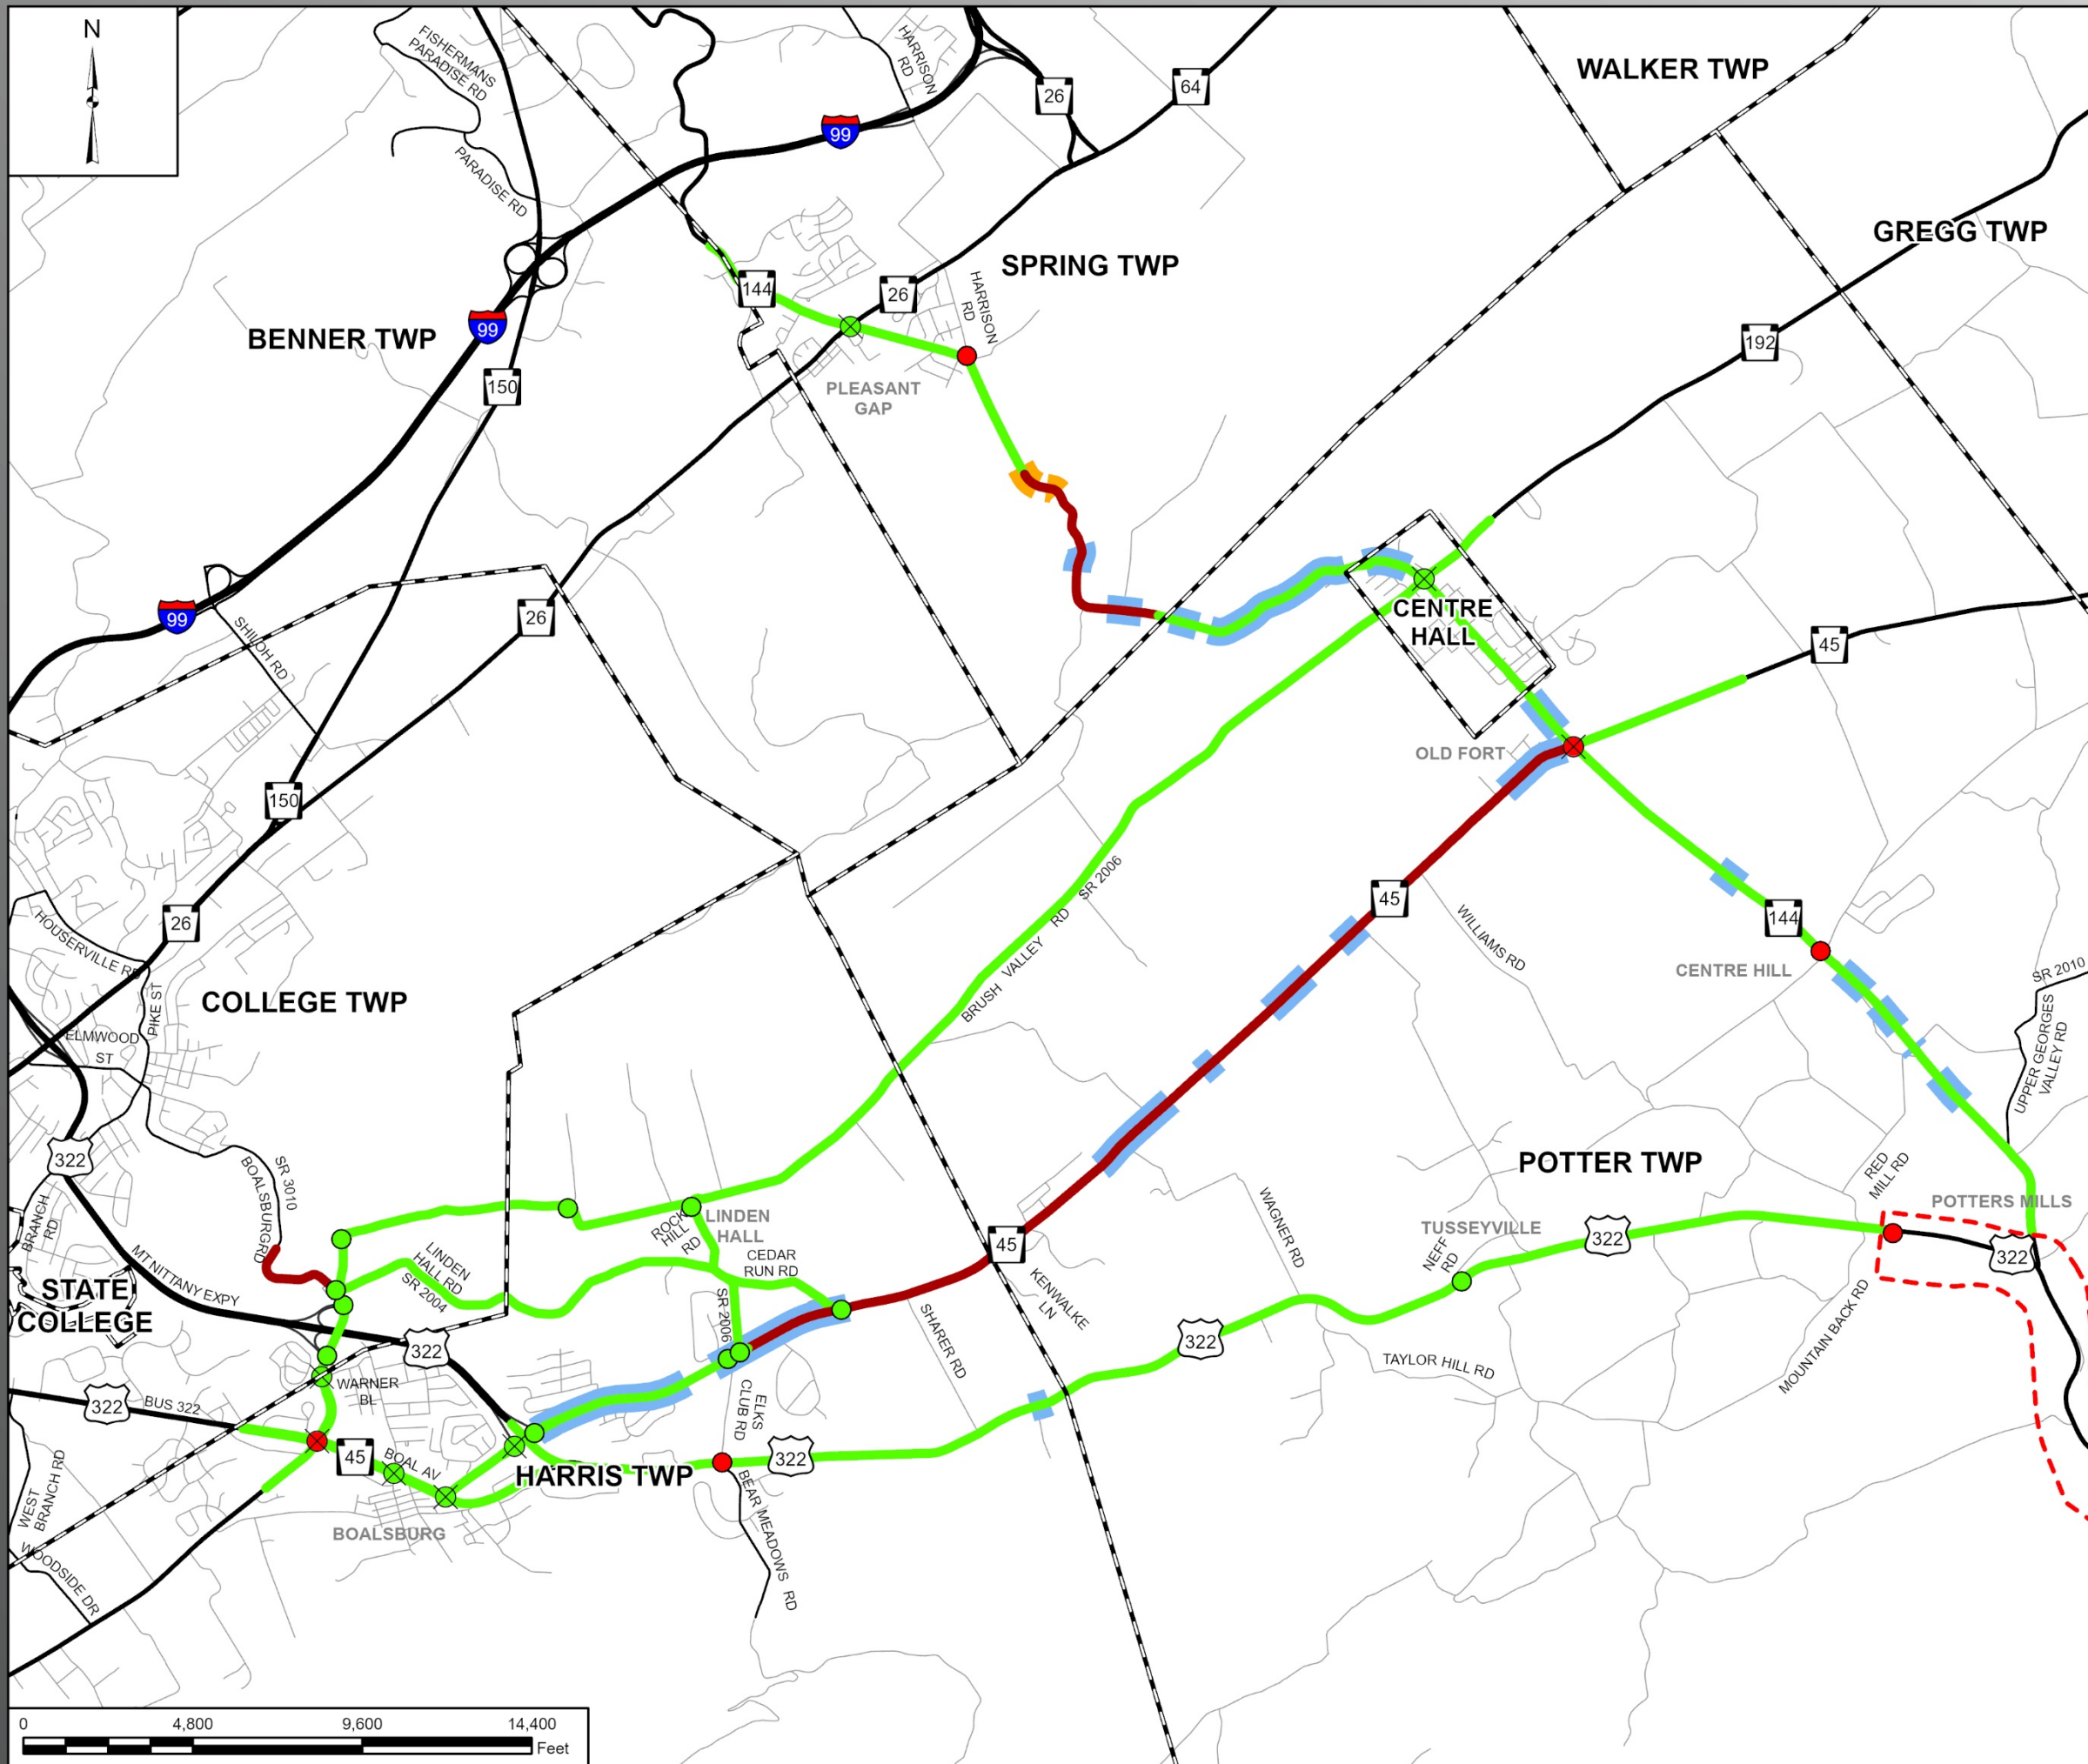 N
FISHERMANS
PARADISE RD
PARADISE RD
HARRISON
RD
26
64
99
WALKER TWP
GREGG TWP
SPRING TWP
144
26
HARRISON
RD
BENNER TWP
99
150
192
PLEASANT
GAP
99
SHILOH RD
26
CENTRE
HALL
45
OLD FORT
150
26
HOUSERVILLE RD
PIKE ST
ELMWOOD
ST
COLLEGE TWP
BRUSH VALLEY RD SR 2006
45
WILLIAMS RD
144
CENTRE HILL
SR 2010
UPPER GEORGES
VALLEY RD
322
SR 3010
BOALSBURG RD
BRANCH
RD
MT NITTANY EXPY
STATE
COLLEGE
LINDEN
HALL RD
SR 2004
ROCK
HILL
RD
LINDEN
HALL
CEDAR
RUN RD
SR 2006
45
KENWALKE
LN
SHARER RD
WAGNER RD
POTTER TWP
RED
MILL RD
TUSSEYVILLE
NEFF
RD
322
POTTERS MILLS
322
MOUNTAIN BACK RD
322
TAYLOR HILL RD
322
322
BUS 322
WARNER
BL
ELKS
CLUB RD
45
BOAL AV
HARRIS TWP
322
BEAR MEADOWS RD
BOALSBURG
WEST
BRANCH RD
WOODSIDE DR
0 4,800 9,600 14,400
Feet